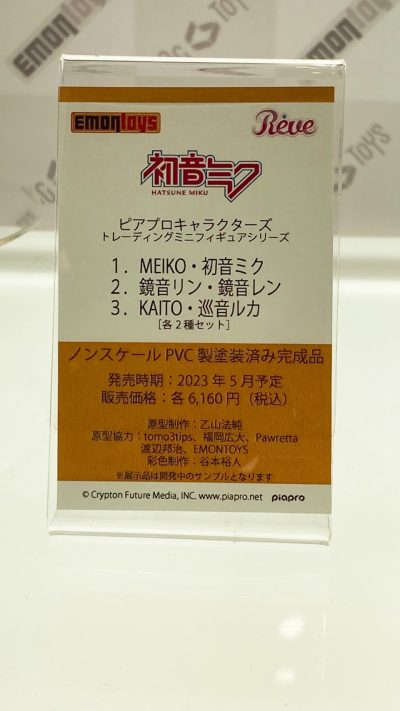 EMONtoys
Rêve
初音ミク
HATSUNE MIKU
ピアプロキャラクターズ
トレーディングミニフィギュアシリーズ
1．MEIKO・初音ミク
2．鏡音リン・鏡音レン
3．KAITO・巡音ルカ
［各2種セット］
ノンスケール PVC 製塗装済み完成品
発売時期：2023 年 5 月予定
販売価格：各 6,160 円（税込）
原型制作：乙山法純
原型協力：tomo3tips、福岡広大、Pawretta
渡辺邦治、EMONTOYS
彩色制作：谷本裕人
※展示品は開発中のサンプルとなります
© Crypton Future Media, INC. www.piapro.net piapro